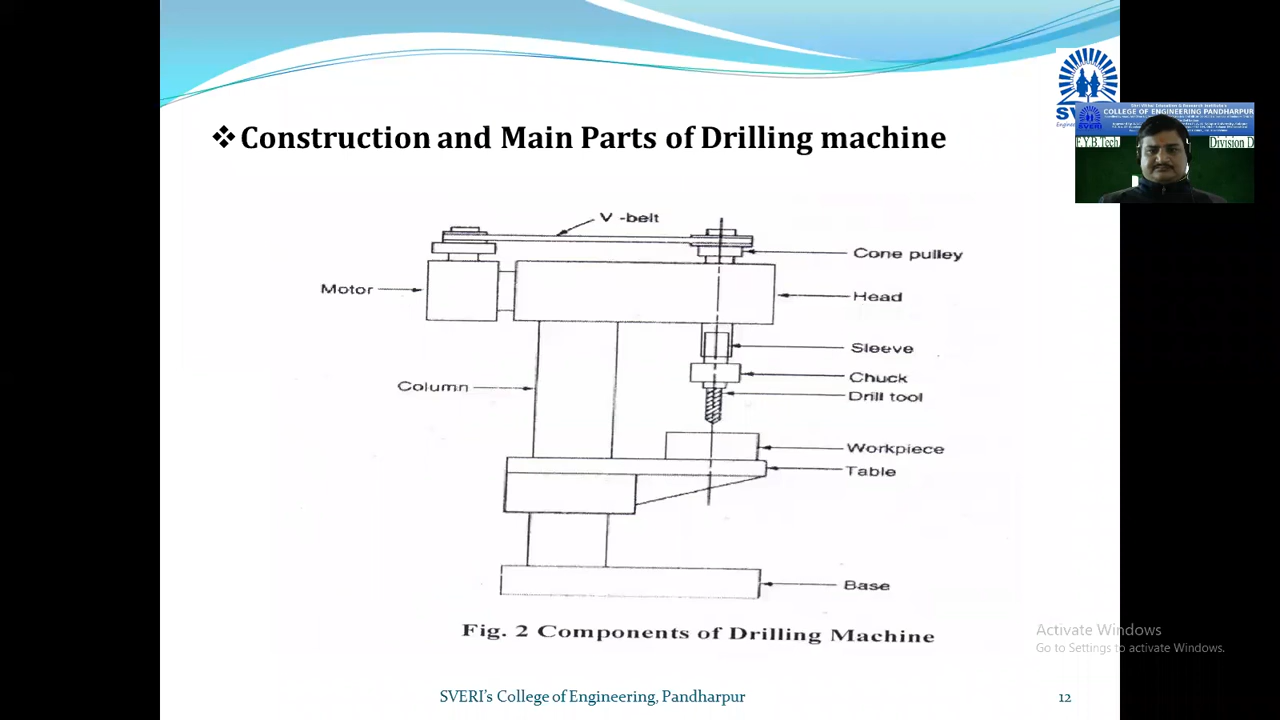 ❖Construction and Main Parts of Drilling machine
COLLEGE OF ENGINEERING PANDHARPUR
SVERI
F.Y.B.Tech
Division D
V -belt
Cone pulley
Motor
Head
Sleeve
Column
Chuck
Drill tool
Workpiece
Table
Base
Fig. 2 Components of Drilling Machine
Activate Windows
Go to Settings to activate Windows.
SVERI's College of Engineering, Pandharpur
12